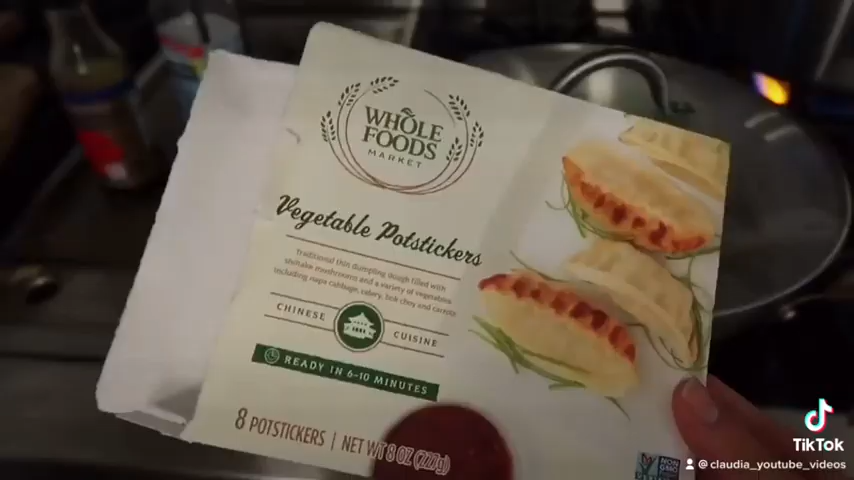 WHOLE
FOODS
MARKET
Vegetable Potstickers
Traditional thin dumpling dough filled with
shiitake mushrooms and a variety of vegetables
including napa cabbage, celery, bok choy and carrots
CHINESE
CUISINE
READY IN 6-10 MINUTES
8 POTSTICKERS | NET WT 8 OZ (227g)
NON
GMO
TikTok
@claudia_youtube_videos